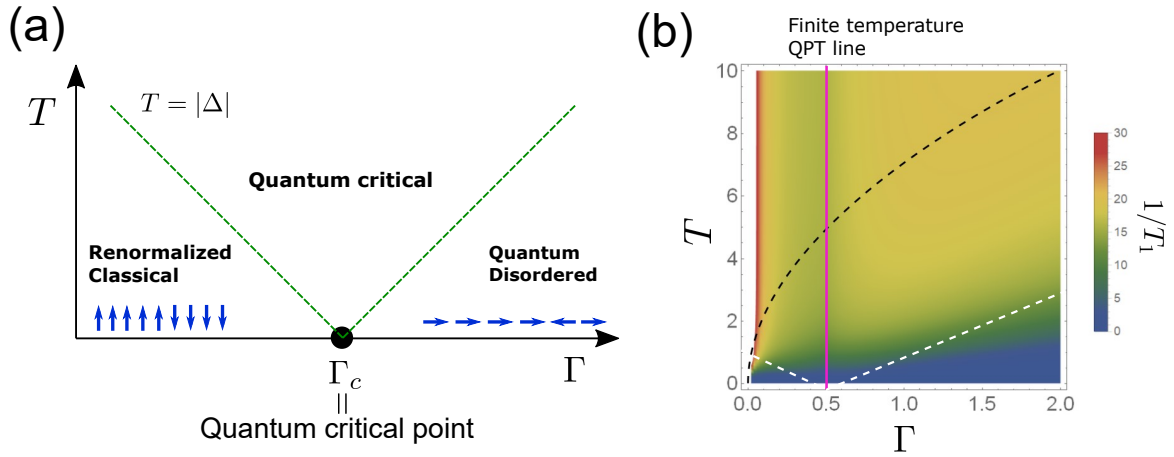 (a)
T
T = |Δ|
Quantum critical
Renormalized
Classical
Quantum
Disordered
Γc
Γ
=
Quantum critical point
(b)
Finite temperature
QPT line
10
8
6
4
2
0
T
0.0
0.5
1.0
1.5
2.0
Γ
30
25
20
15
10
5
0
1/T1